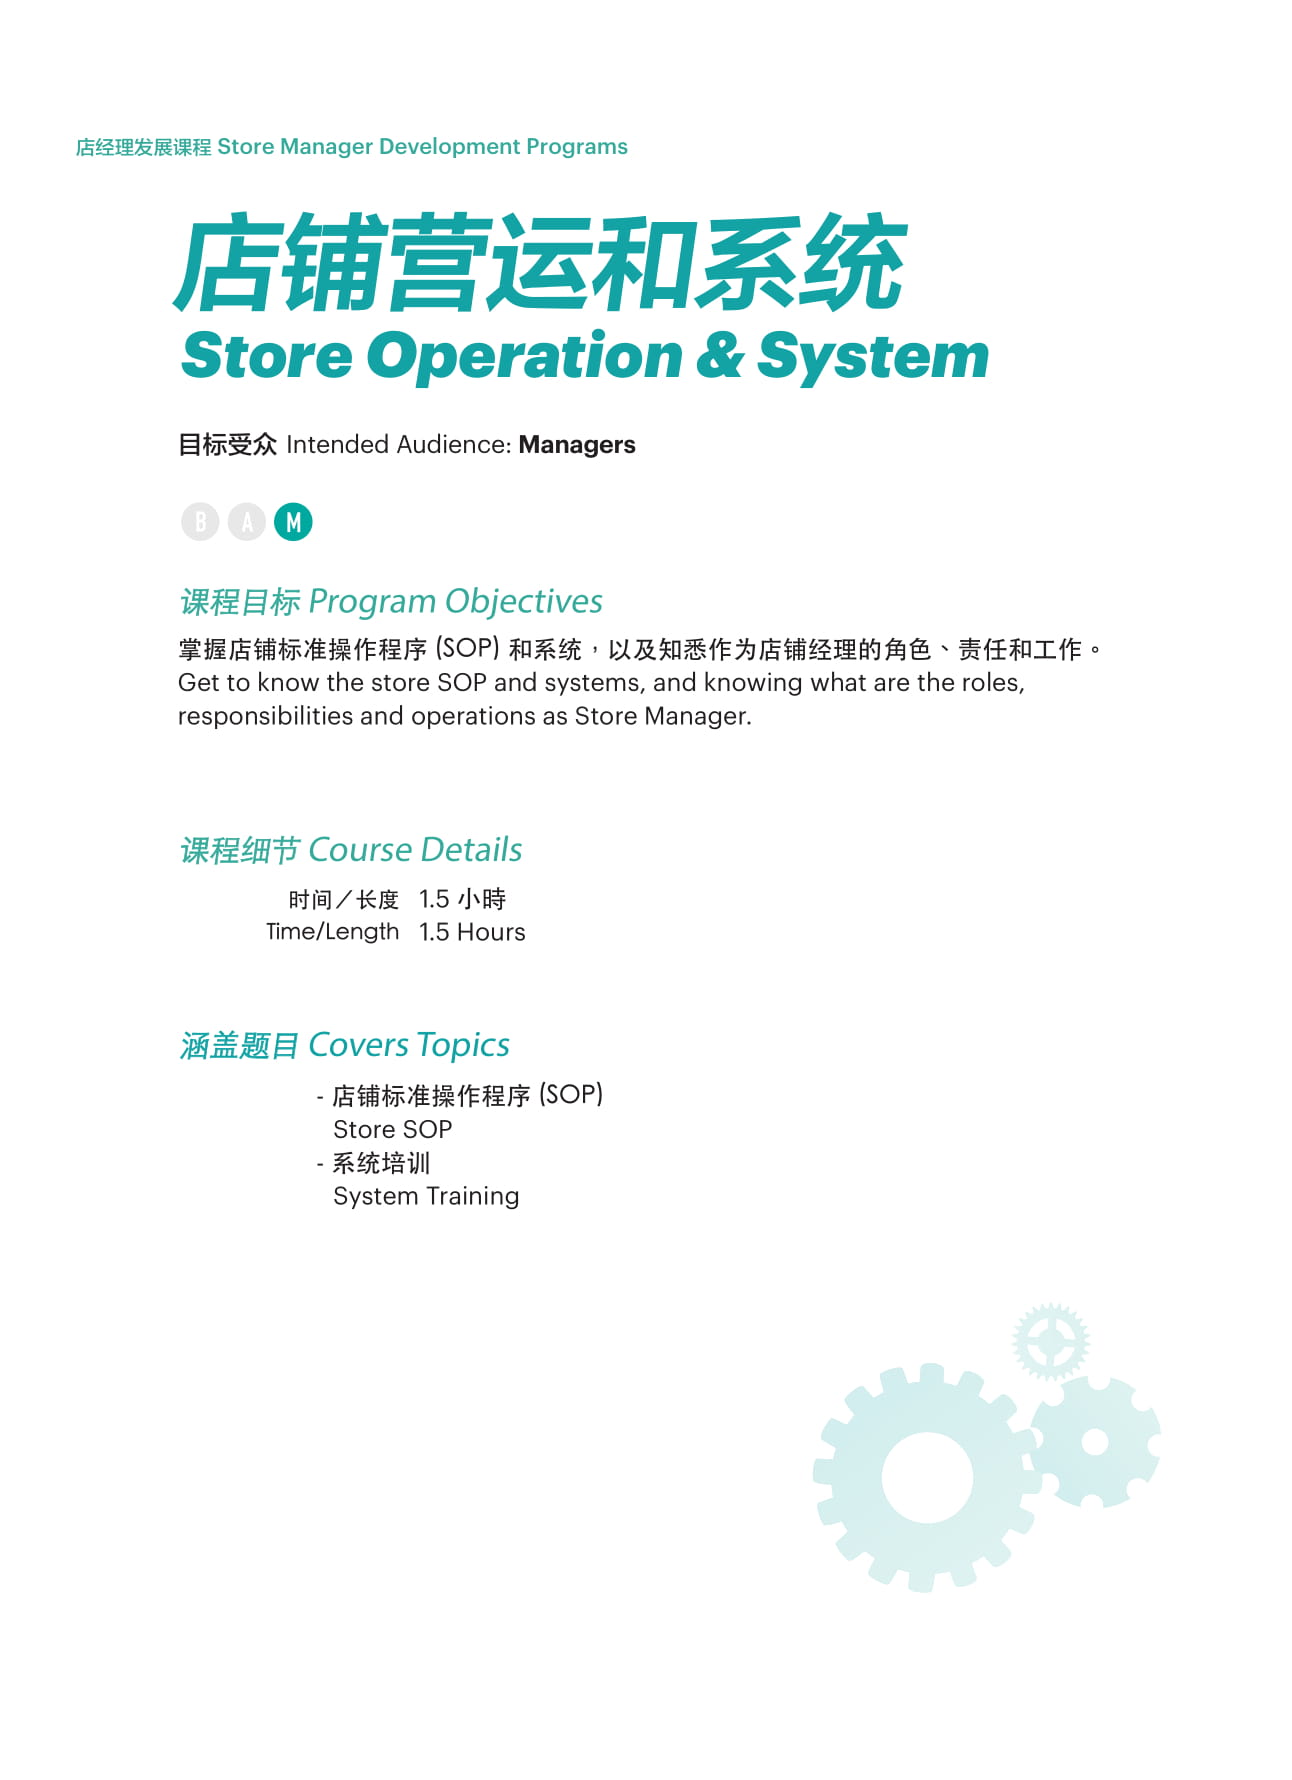 店经理发展课程 Store Manager Development Programs
店铺营运和系统
Store Operation & System
目标受众 Intended Audience: Managers
B A M
课程目标 Program Objectives
掌握店铺标准操作程序 (SOP) 和系统，以及知悉作为店铺经理的角色、责任和工作。
Get to know the store SOP and systems, and knowing what are the roles,
responsibilities and operations as Store Manager.
课程细节 Course Details
时间／长度 1.5 小時
Time/Length 1.5 Hours
涵盖题目 Covers Topics
- 店铺标准操作程序 (SOP)
Store SOP
- 系统培训
System Training